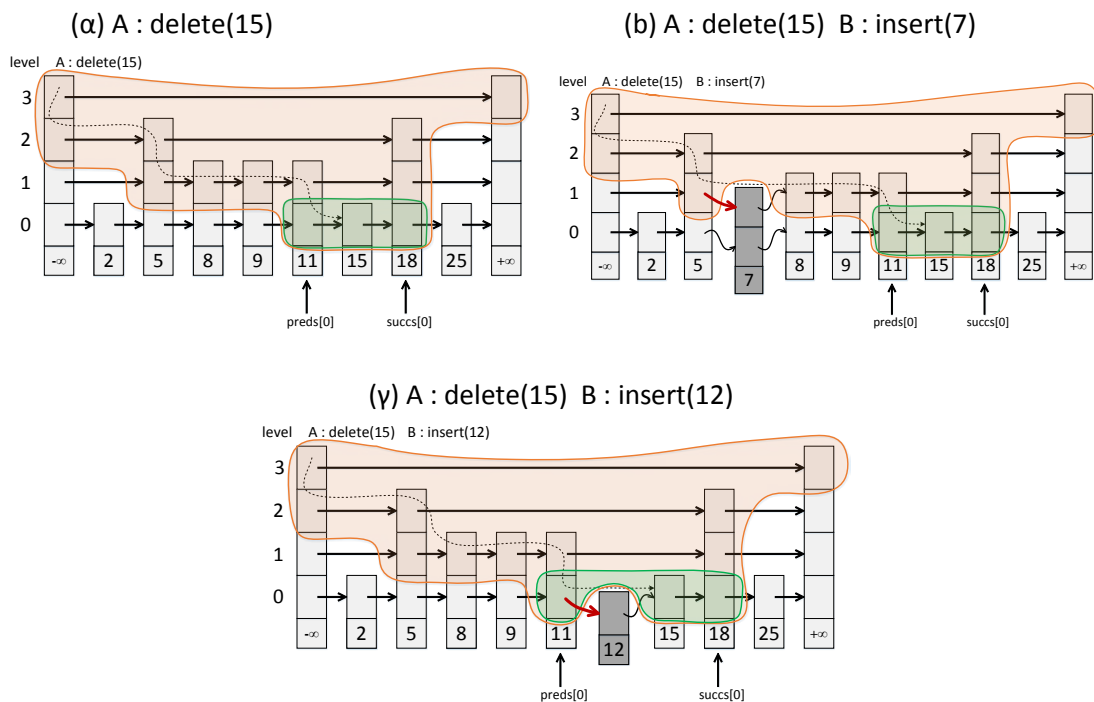 (α) A : delete(15)
level A : delete(15)
3
2
1
0
-∞ 2 5 8 9 11 15 18 25 +∞
preds[0] succs[0]
(b) A : delete(15) B : insert(7)
level A : delete(15) B : insert(7)
3
2
1
0
-∞ 2 5 7 8 9 11 15 18 25 +∞
preds[0] succs[0]
(γ) A : delete(15) B : insert(12)
level A : delete(15) B : insert(12)
3
2
1
0
-∞ 2 5 8 9 11 12 15 18 25 +∞
preds[0] succs[0]